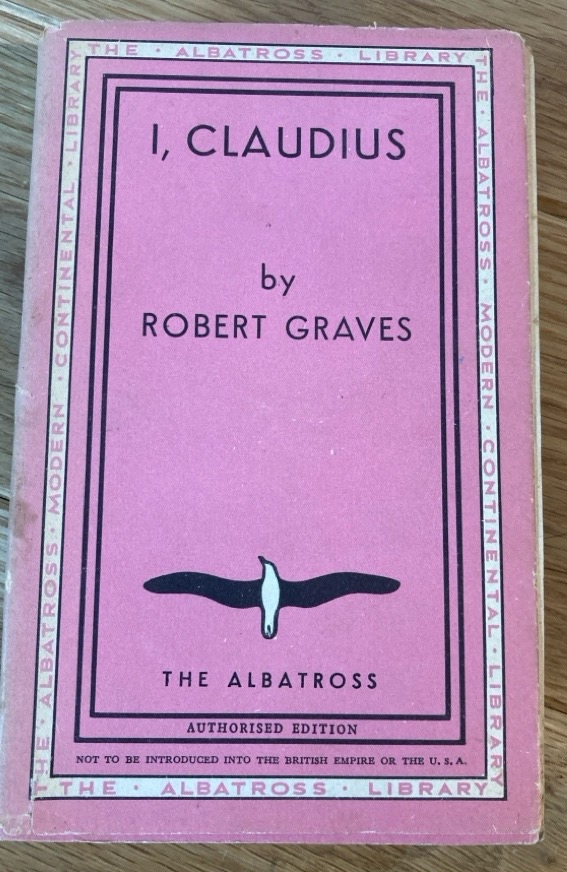 THE · ALBATROSS · LIBRARY
THE · ALBATROSS · MODERN · CONTINENTAL · LIBRARY
THE · ALBATROSS · MODERN · CONTINENTAL · LIBRARY
I, CLAUDIUS
by
ROBERT GRAVES
THE ALBATROSS
AUTHORISED EDITION
NOT TO BE INTRODUCED INTO THE BRITISH EMPIRE OR THE U. S. A.
THE · ALBATROSS · LIBRARY